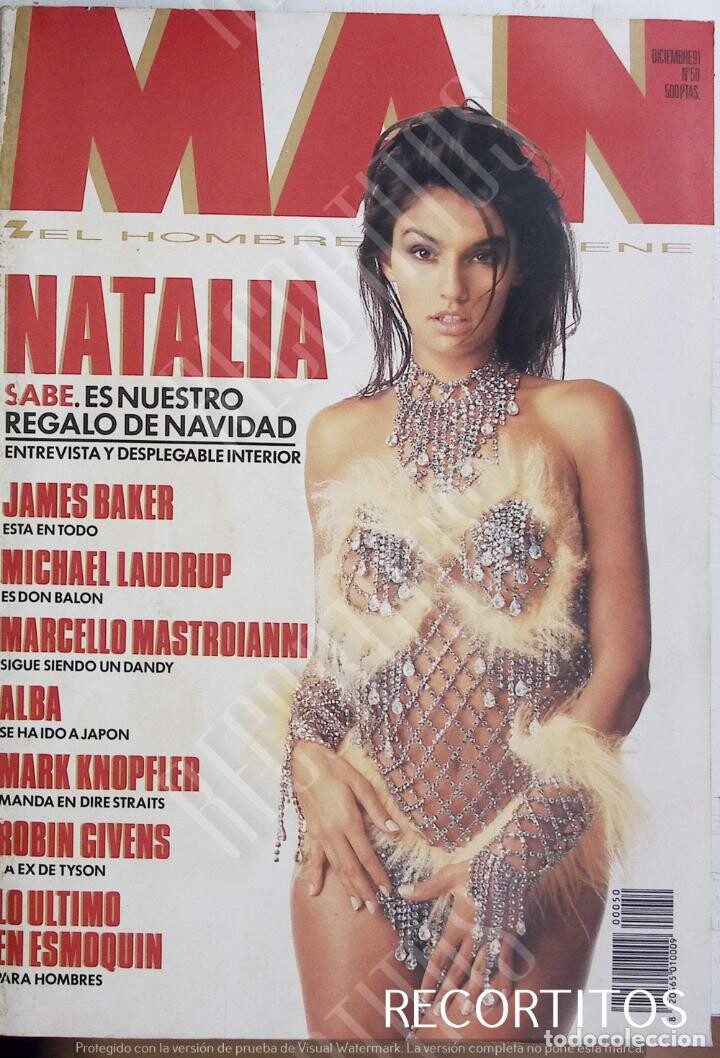 MAN
DICIEMBRE 91
Nº 50
500 PTAS.
EL HOMBRE ENE
NATALIA
SABE. ES NUESTRO
REGALO DE NAVIDAD
ENTREVISTA Y DESPLEGABLE INTERIOR
JAMES BAKER
ESTA EN TODO
MICHAEL LAUDRUP
ES DON BALON
MARCELLO MASTROIANNI
SIGUE SIENDO UN DANDY
ALBA
SE HA IDO A JAPON
MARK KNOPFLER
MANDA EN DIRE STRAITS
ROBIN GIVENS
LA EX DE TYSON
LO ULTIMO
EN ESMOQUIN
PARA HOMBRES
00050
RECORTITOS
todocoleccion
Protegido con la versión de prueba de Visual Watermark. La versión completa no pone esta marca.